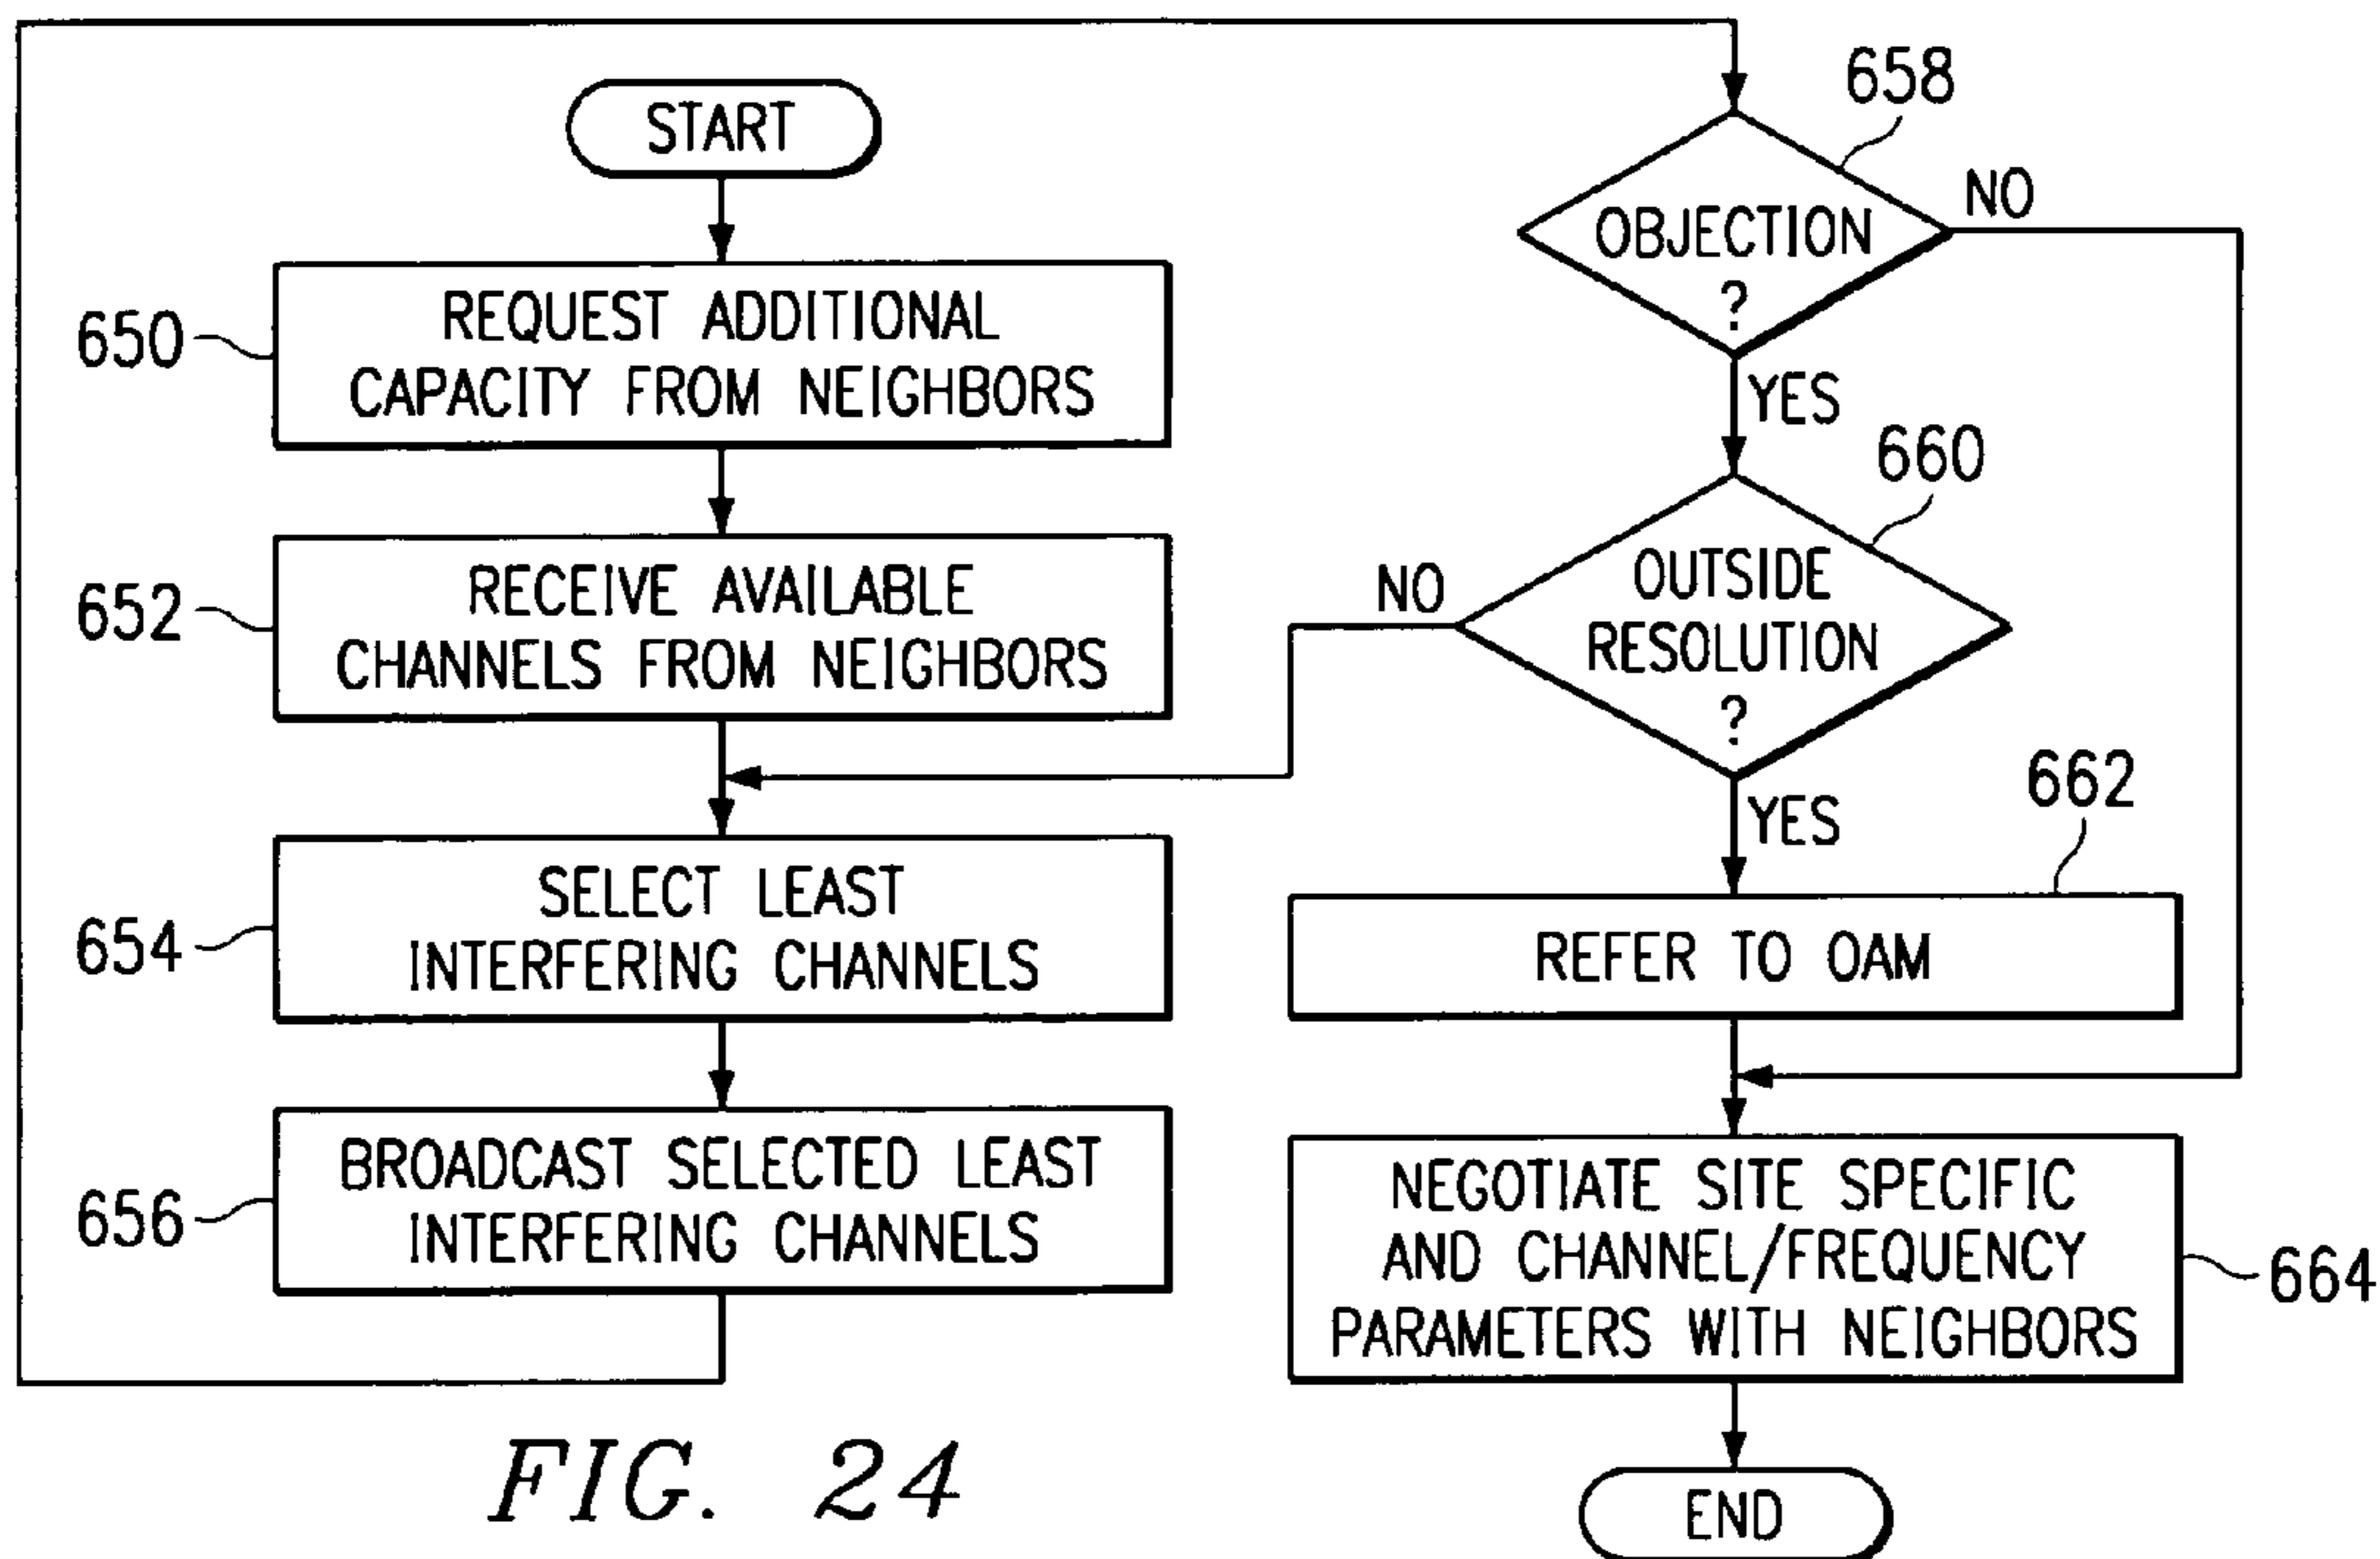 START
650
REQUEST ADDITIONAL
CAPACITY FROM NEIGHBORS
652
RECEIVE AVAILABLE
CHANNELS FROM NEIGHBORS
654
SELECT LEAST
INTERFERING CHANNELS
656
BROADCAST SELECTED LEAST
INTERFERING CHANNELS
658
OBJECTION
?
NO
YES
660
OUTSIDE
RESOLUTION
?
NO
YES
662
REFER TO OAM
NEGOTIATE SITE SPECIFIC
AND CHANNEL/FREQUENCY
PARAMETERS WITH NEIGHBORS
664
END
FIG. 24